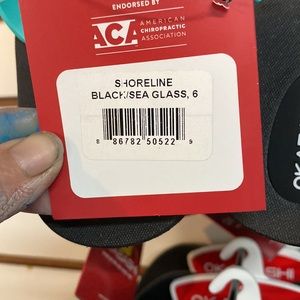 ENDORSED BY
ACA
AMERICAN
CHIROPRACTIC
ASSOCIATION
SHORELINE
BLACK/SEA GLASS, 6
8 86782 50522 9